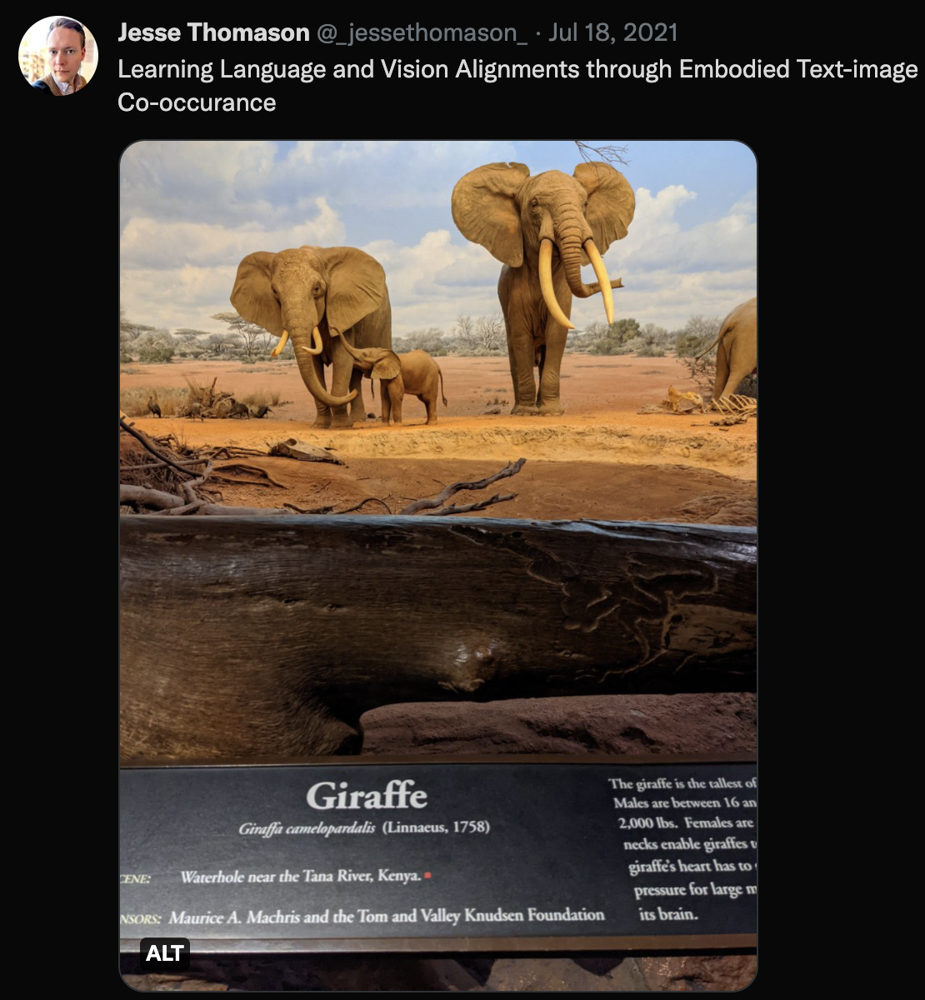 Jesse Thomason @_jessethomason_ · Jul 18, 2021
Learning Language and Vision Alignments through Embodied Text-image
Co-occurance
Giraffe
Giraffa camelopardalis (Linnaeus, 1758)
CENE: Waterhole near the Tana River, Kenya.
NSORS: Maurice A. Machris and the Tom and Valley Knudsen Foundation
The giraffe is the tallest of
Males are between 16 an
2,000 lbs. Females are
necks enable giraffes
giraffe's heart has to
pressure for large m
its brain.
ALT